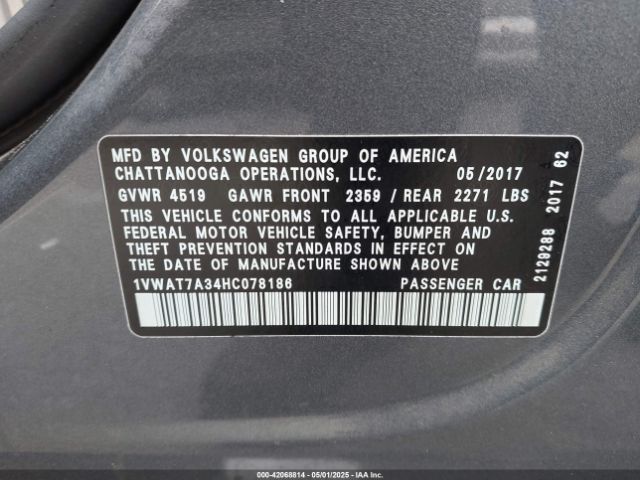 MFD BY VOLKSWAGEN GROUP OF AMERICA
CHATTANOOGA OPERATIONS, LLC. 05/2017
GVWR 4519 GAWR FRONT 2359 / REAR 2271 LBS
THIS VEHICLE CONFORMS TO ALL APPLICABLE U.S.
FEDERAL MOTOR VEHICLE SAFETY, BUMPER AND
THEFT PREVENTION STANDARDS IN EFFECT ON
THE DATE OF MANUFACTURE SHOWN ABOVE
1VWAT7A34HC078186 PASSENGER CAR
2129288 2017 62
000-42068814 - 05/01/2025 - IAAI.COM